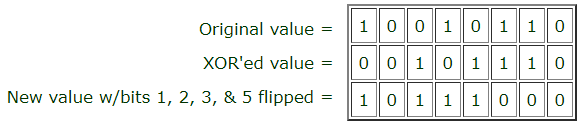 Original value = 1 0 0 1 0 1 1 0
XOR'ed value = 0 0 1 0 1 1 1 0
New value w/bits 1, 2, 3, & 5 flipped = 1 0 1 1 1 0 0 0